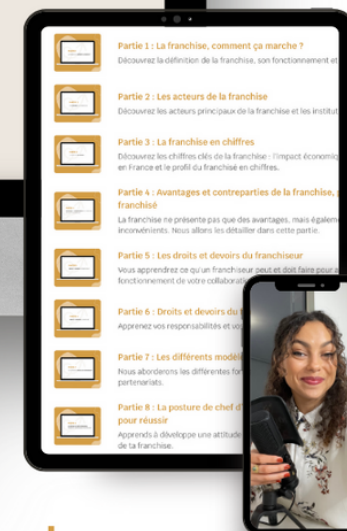 Partie 1 : La franchise, comment ça marche ?
Découvrez la définition de la franchise, son fonctionnement et
Partie 2 : Les acteurs de la franchise
Découvrez les acteurs principaux de la franchise et les institut
Partie 3 : La franchise en chiffres
Découvrez les chiffres clés de la franchise : l'impact économiq
en France et le profil du franchisé en chiffres.
Partie 4 : Avantages et contreparties de la franchise, p
franchisé
La franchise ne présente pas que des avantages, mais égalem
inconvénients. Nous allons les détailler dans cette partie.
Partie 5 : Les droits et devoirs du franchiseur
Vous apprendrez ce qu'un franchiseur peut et doit faire pour a
fonctionnement de votre collaborati
Partie 6 : Droits et devoirs du
Apprenez vos responsabilités et vo
Partie 7 : Les différents modèl
Nous aborderons les différentes for
partenariats.
Partie 8 : La posture de chef d'
pour réussir
Apprends à développe une attitude
de ta franchise.